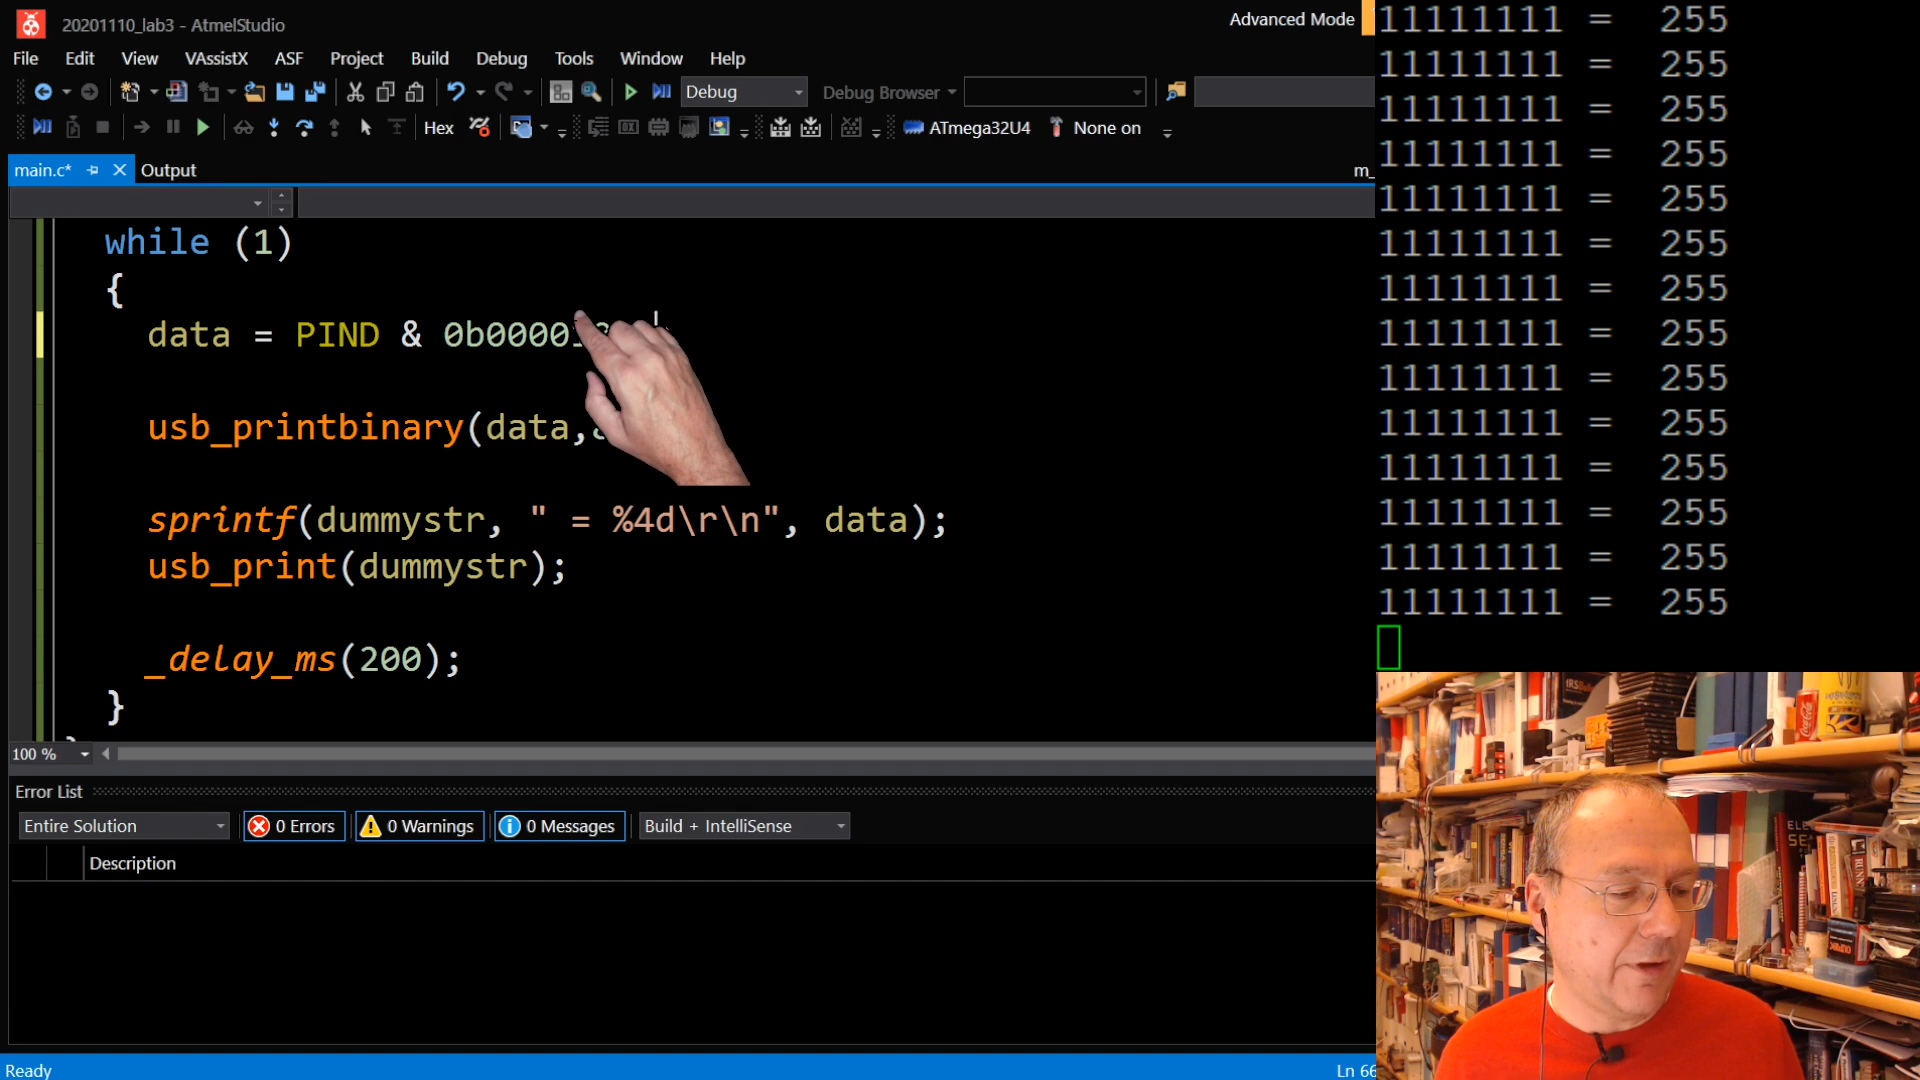 20201110_lab3 - AtmelStudio
Advanced Mode
File Edit View VAssistX ASF Project Build Debug Tools Window Help
Debug
Debug Browser
Hex
ATmega32U4
None on
main.c*
Output
m_
while (1)
{
data = PIND & 0b0000
usb_printbinary(data,
sprintf(dummystr, " = %4d\r\n", data);
usb_print(dummystr);
_delay_ms(200);
}
100 %
Error List
Entire Solution
0 Errors
0 Warnings
0 Messages
Build + IntelliSense
Description
Ready
Ln 66
11111111 = 255
11111111 = 255
11111111 = 255
11111111 = 255
11111111 = 255
11111111 = 255
11111111 = 255
11111111 = 255
11111111 = 255
11111111 = 255
11111111 = 255
11111111 = 255
11111111 = 255
11111111 = 255